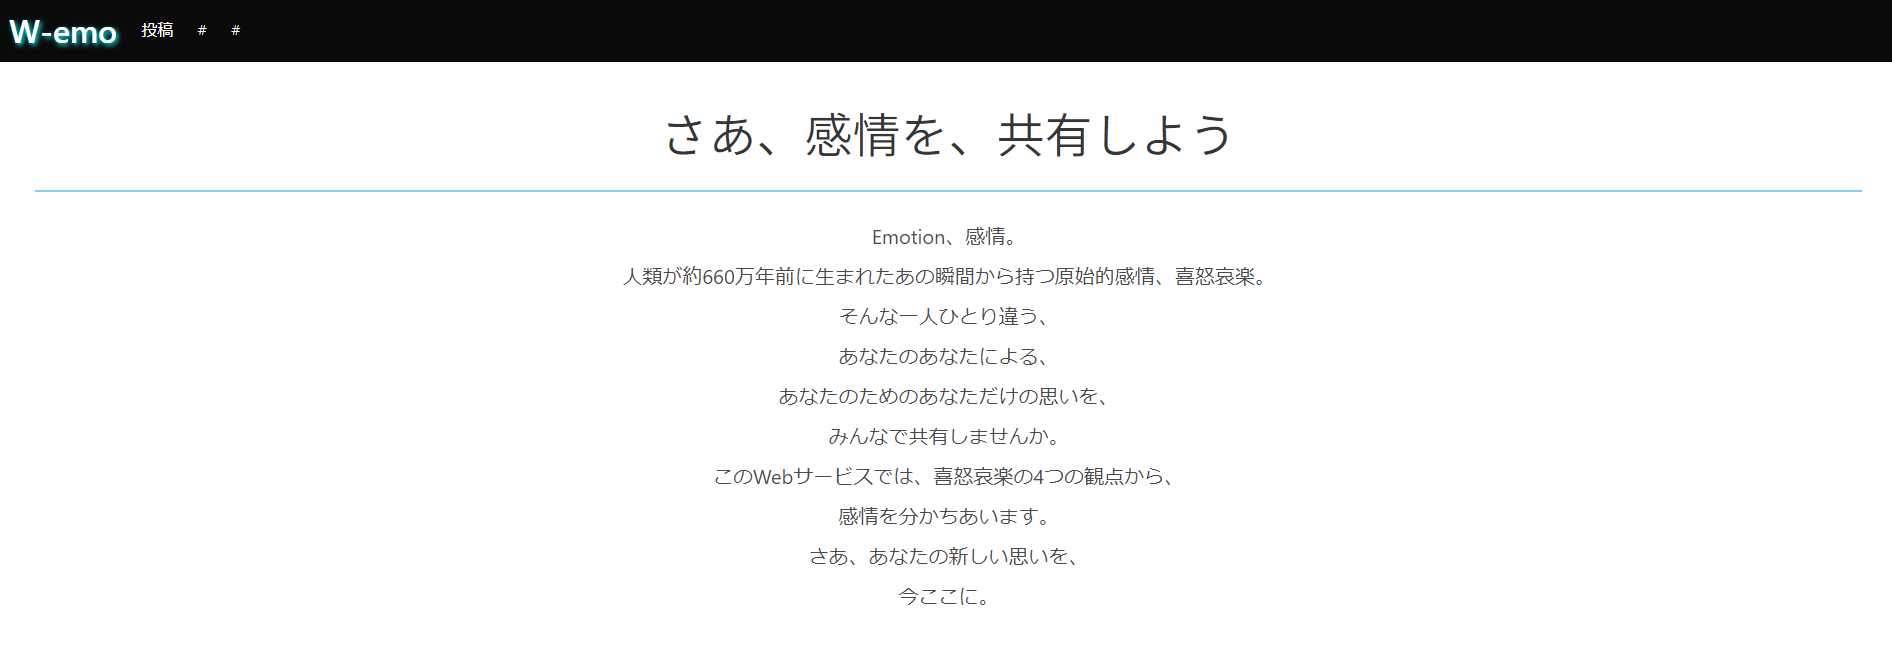 W-emo 投稿 # #
さあ、感情を、共有しよう
Emotion、感情。
人類が約660万年前に生まれたあの瞬間から持つ原始的感情、喜怒哀楽。
そんな一人ひとり違う、
あなたのあなたによる、
あなたのためのあなただけの思いを、
みんなで共有しませんか。
このWebサービスでは、喜怒哀楽の4つの観点から、
感情を分かちあいます。
さあ、あなたの新しい思いを、
今ここに。